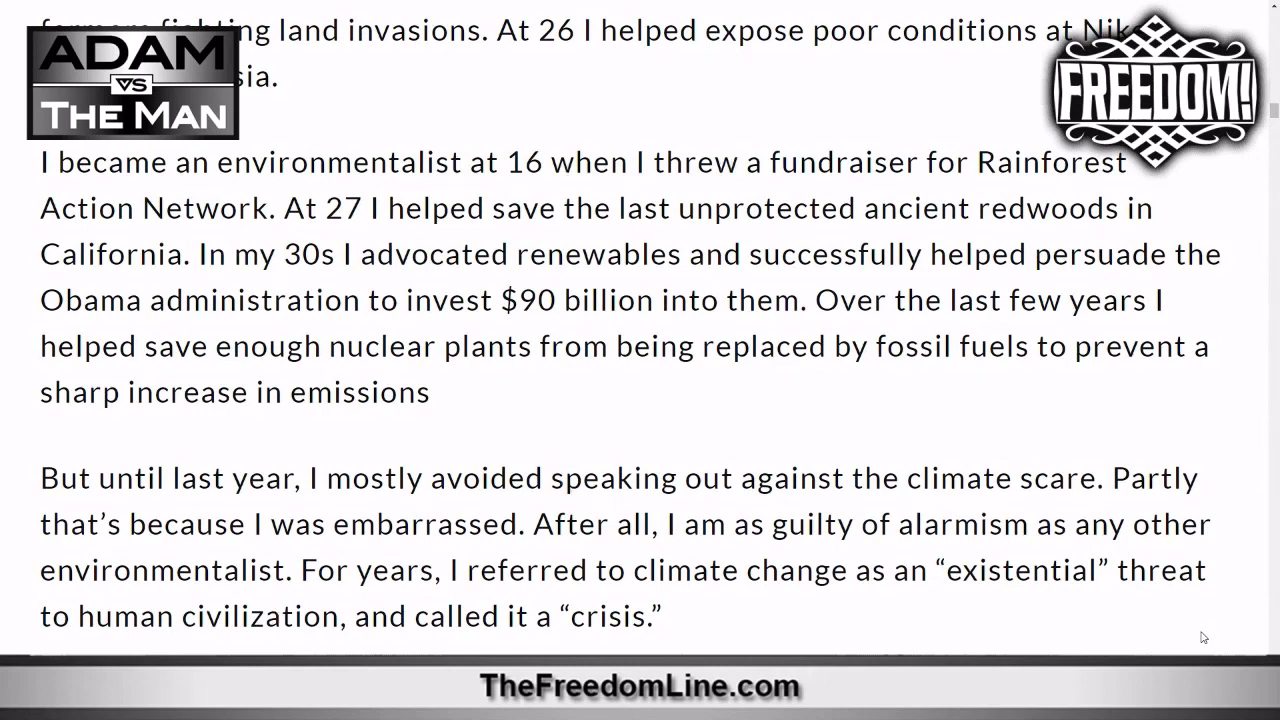 fighting land invasions. At 26 I helped expose poor conditions at
ADAM
VS
THE MAN
FREEDOM!
I became an environmentalist at 16 when I threw a fundraiser for Rainforest
Action Network. At 27 I helped save the last unprotected ancient redwoods in
California. In my 30s I advocated renewables and successfully helped persuade the
Obama administration to invest $90 billion into them. Over the last few years I
helped save enough nuclear plants from being replaced by fossil fuels to prevent a
sharp increase in emissions
But until last year, I mostly avoided speaking out against the climate scare. Partly
that’s because I was embarrassed. After all, I am as guilty of alarmism as any other
environmentalist. For years, I referred to climate change as an “existential” threat
to human civilization, and called it a “crisis.”
TheFreedomLine.com